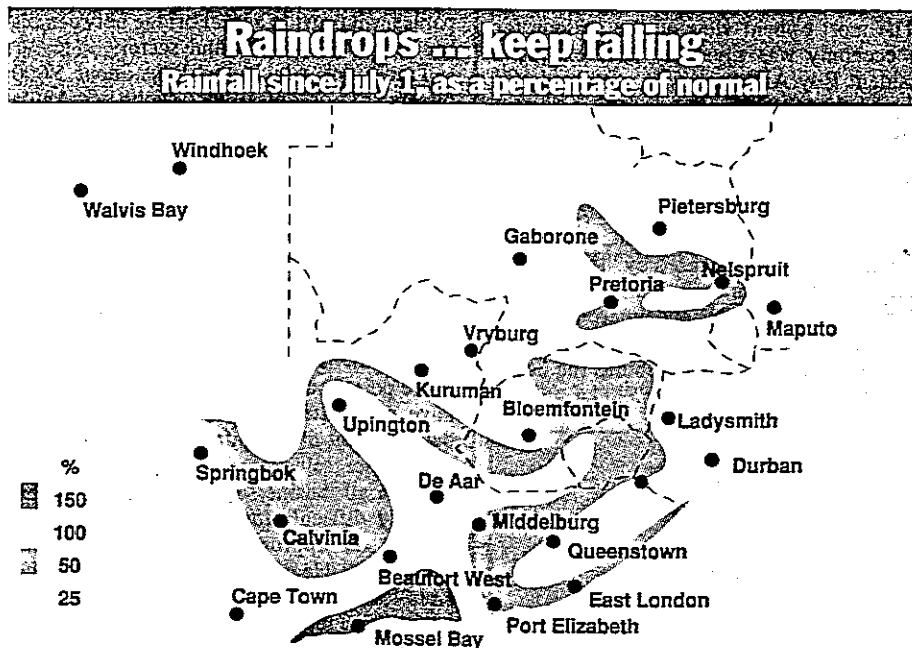 Raindrops ... keep falling
Rainfall since July 1, as a percentage of normal
Windhoek
Walvis Bay
Pietersburg
Gaborone
Nelspruit
Pretoria
Maputo
Vryburg
Kuruman
Bloemfontein
Upington
Ladysmith
Springbok
Durban
De Aar
%
150
100
50
25
Middelburg
Calvinia
Queenstown
Beaufort West
Cape Town
East London
Port Elizabeth
Mossel Bay